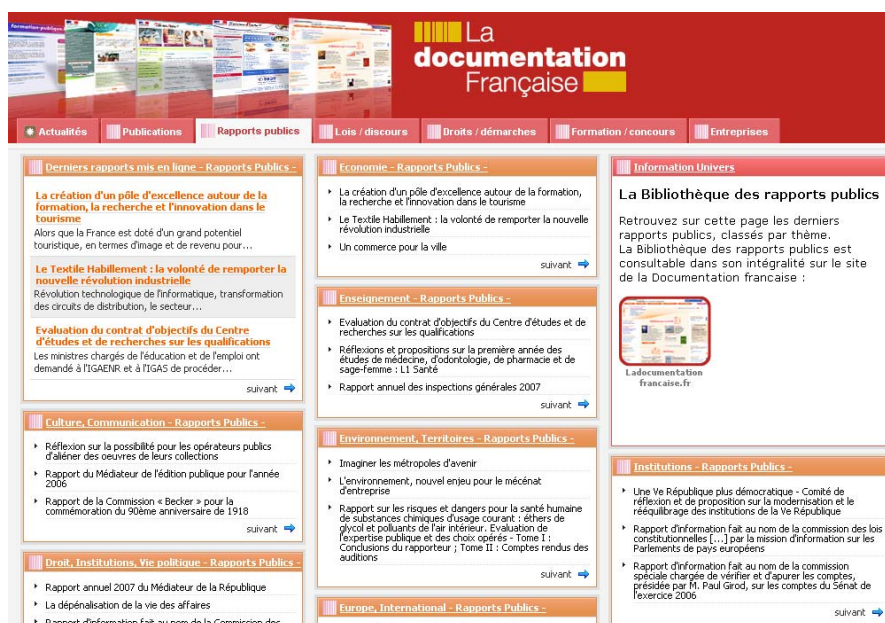 La
documentation
Française
Actualités
Publications
Rapports publics
Lois / discours
Droits / démarches
Formation / concours
Entreprises
Derniers rapports mis en ligne - Rapports Publics -
La création d'un pôle d'excellence autour de la
formation, la recherche et l'innovation dans le
tourisme
Alors que la France est doté d'un grand potentiel
touristique, en termes d'image et de revenu pour...
Le Textile Habillement : la volonté de remporter la
nouvelle révolution industrielle
Révolution technologique de l'informatique, transformation
des circuits de distribution, le secteur...
Evaluation du contrat d'objectifs du Centre
d'études et de recherches sur les qualifications
Les ministres chargés de l'éducation et de l'emploi ont
demandé à l'IGAENR et à l'IGAS de procéder...
suivant
Culture, Communication - Rapports Publics -
Réflexion sur la possibilité pour les opérateurs publics
d'aliéner des oeuvres de leurs collections
Rapport du Médiateur de l'édition publique pour l'année
2006
Rapport de la Commission « Becker » pour la
commémoration du 90ème anniversaire de 1918
suivant
Droit, Institutions, Vie politique - Rapports Publics -
Rapport annuel 2007 du Médiateur de la République
La dépénalisation de la vie des affaires
Rapport d'information fait au nom de la Commission des
Economie - Rapports Publics -
La création d'un pôle d'excellence autour de la formation,
la recherche et l'innovation dans le tourisme
Le Textile Habillement : la volonté de remporter la nouvelle
révolution industrielle
Un commerce pour la ville
suivant
Enseignement - Rapports Publics -
Evaluation du contrat d'objectifs du Centre d'études et de
recherches sur les qualifications
Réflexions et propositions sur la première année des
études de médecine, d'odontologie, de pharmacie et de
sage-femme : L1 Santé
Rapport annuel des inspections générales 2007
suivant
Environnement, Territoires - Rapports Publics -
Imaginer les métropoles d'avenir
L'environnement, nouvel enjeu pour le mécénat
d'entreprise
Rapport sur les risques et dangers pour la santé humaine
de substances chimiques d'usage courant : éthers de
glycol et polluants de l'air intérieur. Evaluation de
l'expertise publique et des choix opérés - Tome I :
Conclusions du rapporteur ; Tome II : Comptes rendus des
auditions
suivant
Europe, International - Rapports Publics -
Information Univers
La Bibliothèque des rapports publics
Retrouvez sur cette page les derniers
rapports publics, classés par thème.
La Bibliothèque des rapports publics est
consultable dans son intégralité sur le site
de la Documentation francaise :
Ladocumentation
francaise.fr
Institutions - Rapports Publics -
Une Ve République plus démocratique - Comité de
réflexion et de proposition sur la modernisation et le
rééquilibrage des institutions de la Ve République
Rapport d'information fait au nom de la commission des lois
constitutionnelles [...] par la mission d'information sur les
Parlements de pays européens
Rapport d'information fait au nom de la commission
spéciale chargée de vérifier et d'apurer les comptes,
présidée par M. Paul Girod, sur les comptes du Sénat de
l'exercice 2006
suivant